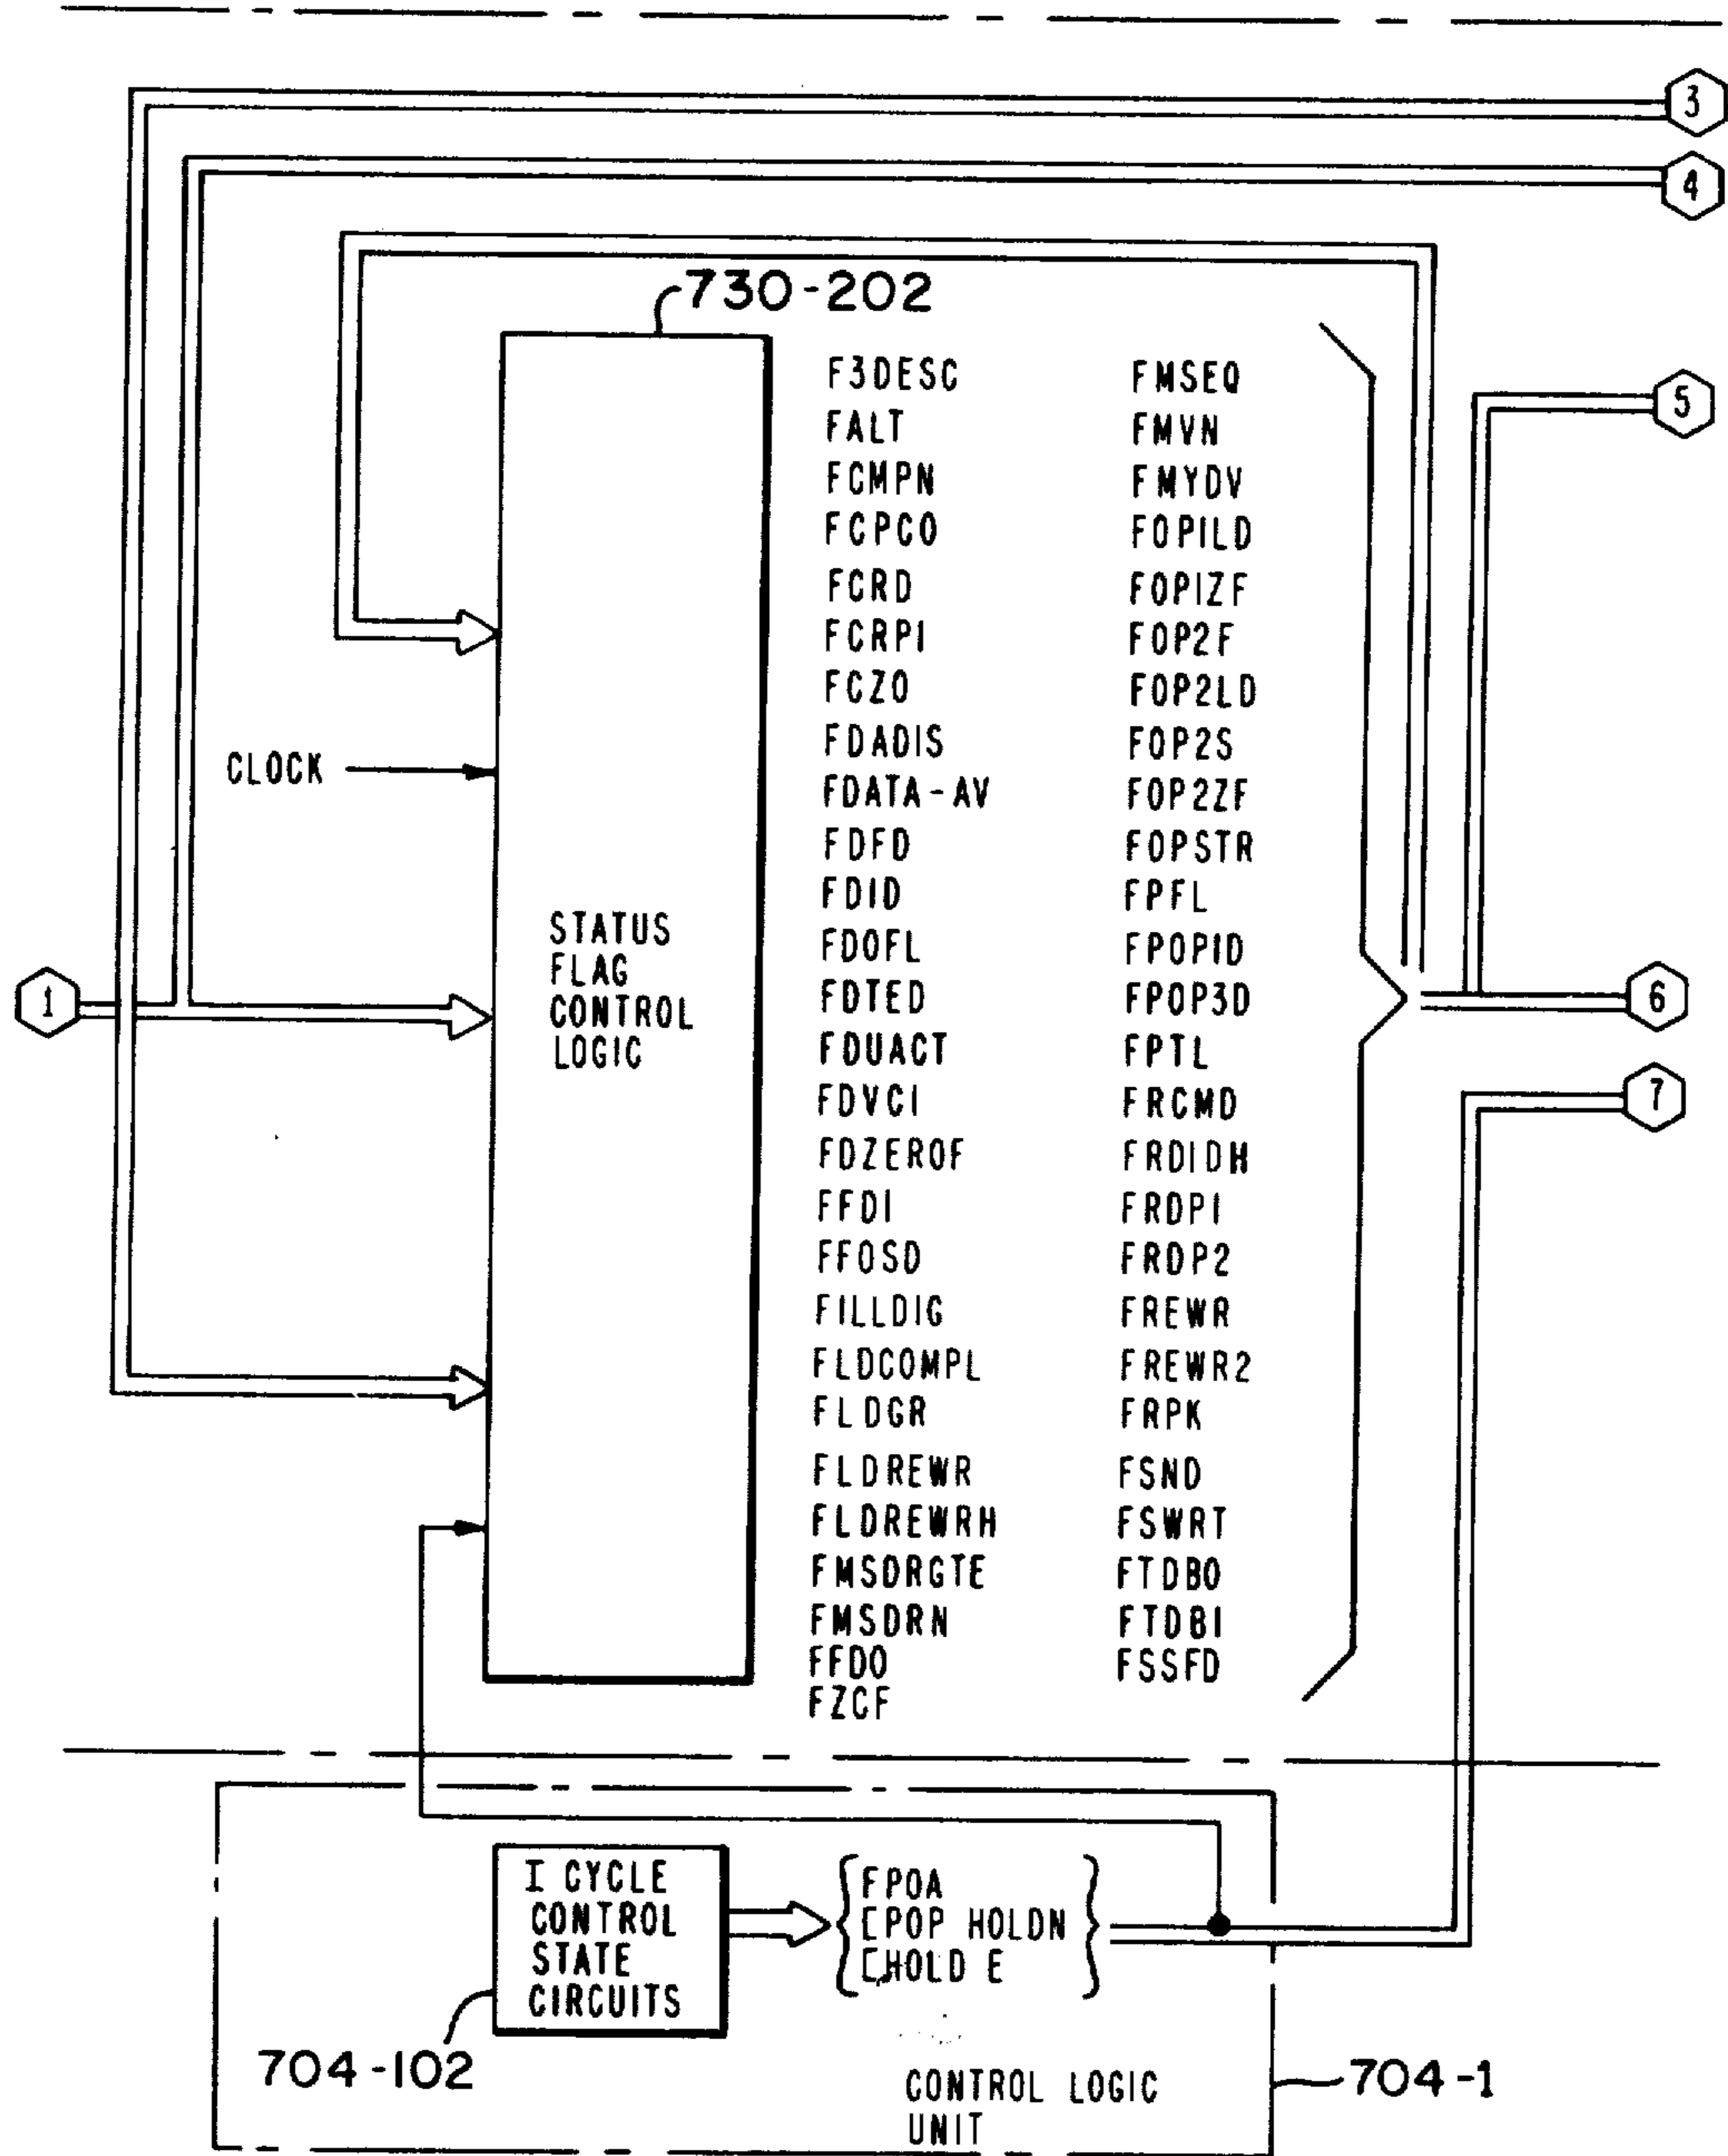 3
4
730-202
F3DESC FMSEQ
FALT FMVN
5
FCMPN FMYDV
FCPCO FOPILD
FCRD FOPIZF
FCRPI FOP2F
FCZO FOP2LD
FDADIS FOP2S
CLOCK
FDATA-AV FOP2ZF
FDFD FOPSTR
FDID FPFL
STATUS
FLAG
CONTROL
LOGIC
FDOFL FPOPID
1
FDTED FPOP3D
6
FDUACT FPTL
FDVCI FRCMD
7
FDZEROF FRDIDH
FFDI FRDPI
FFOSD FRDP2
FILLDIG FREWR
FLDCOMPL FREWR2
FLDGR FRPK
FLDREWR FSND
FLDREWRH FSWRT
FMSDRGTE FTDBO
FMSDRN FTDBI
FFDO FSSFD
FZCF
I CYCLE
CONTROL
STATE
CIRCUITS
FPOA
[POP HOLDN
[HOLD E
704-102
CONTROL LOGIC
UNIT
704-1